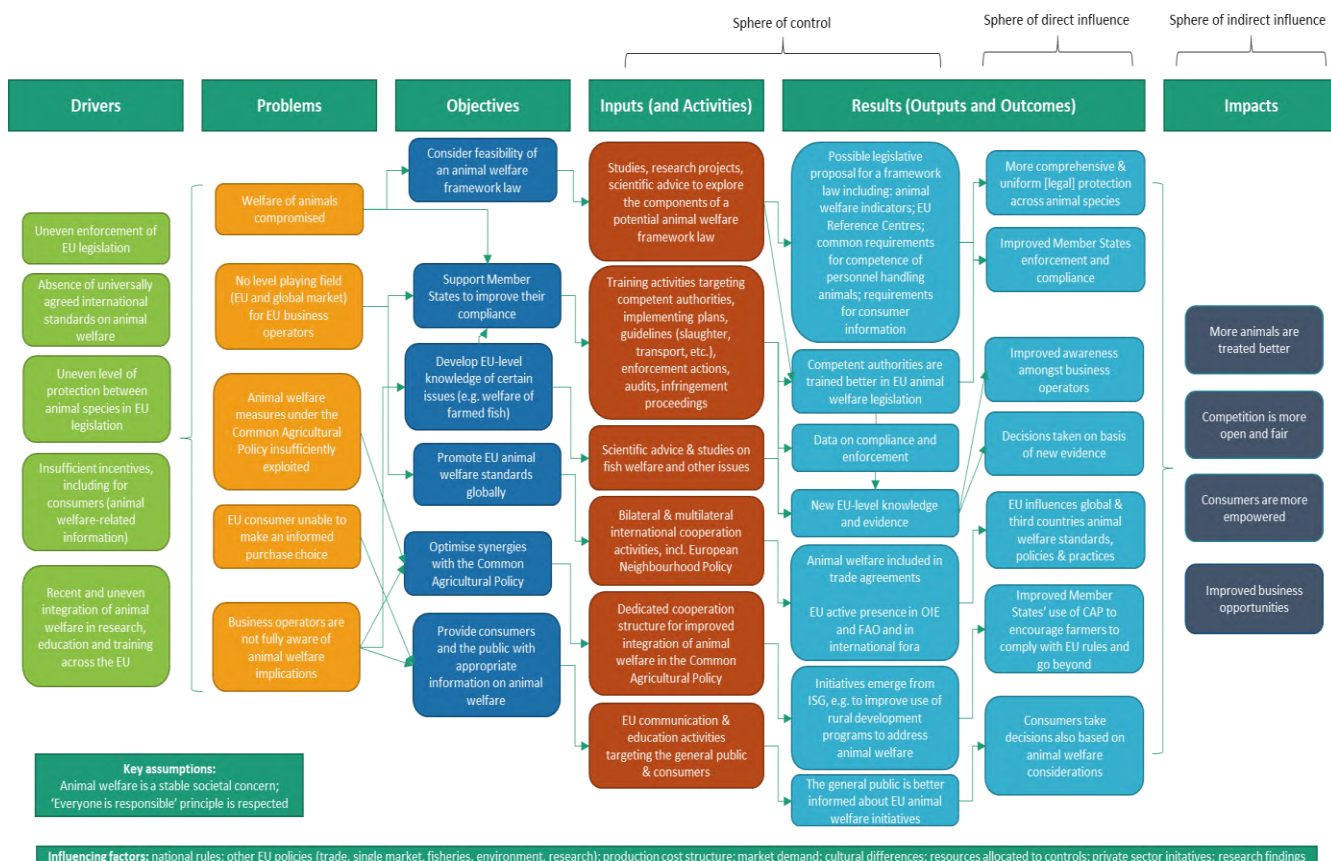 Sphere of control
Sphere of direct influence
Sphere of indirect influence
Drivers
Problems
Objectives
Inputs (and Activities)
Results (Outputs and Outcomes)
Impacts
Uneven enforcement of
EU legislation
Absence of universally
agreed international
standards on animal
welfare
Uneven level of
protection between
animal species in EU
legislation
Insufficient incentives,
including for consumers
(animal
welfare-related
information)
Recent and uneven
integration of animal
welfare in research,
education and training
across the EU
Welfare of animals
compromised
No level playing field
(EU and global market)
for EU business
operators
Animal welfare
measures under the
Common Agricultural
Policy insufficiently
exploited
EU consumer unable to
make an informed
purchase choice
Business operators are
not fully aware of
animal welfare
implications
Consider feasibility of
an animal welfare
framework law
Support Member
States to improve their
compliance
Develop EU-level
knowledge of certain
issues (e.g. welfare of
farmed fish)
Promote EU animal
welfare standards
globally
Optimise synergies
with the Common
Agricultural Policy
Provide consumers
and the public with
appropriate
information on animal
welfare
Studies, research projects,
scientific advice to explore
the components of a
potential animal welfare
framework law
Training activities targeting
competent authorities,
implementing plans,
guidelines (slaughter,
transport, etc.),
enforcement actions,
audits, infringement
proceedings
Scientific advice & studies on
fish welfare and other issues
Bilateral & multilateral
international cooperation
activities, incl. European
Neighbourhood Policy
Dedicated cooperation
structure for improved
integration of animal
welfare in the Common
Agricultural Policy
EU communication &
education activities
targeting the general public
& consumers
Possible legislative
proposal for a framework
law including: animal
welfare indicators; EU
Reference Centres;
common requirements
for competence of
personnel handling
animals; requirements
for consumer
information
Competent authorities are
trained better in EU animal
welfare legislation
Data on compliance and
enforcement
New EU-level knowledge
and evidence
Animal welfare included in
trade agreements
EU active presence in OIE
and FAO and in
international fora
Initiatives emerge from
ISG, e.g. to improve use of
rural development
programs to address
animal welfare
The general public is better
informed about EU animal
welfare initiatives
More comprehensive &
uniform [legal] protection
across animal species
Improved Member States
enforcement and
compliance
Improved awareness
amongst business
operators
Decisions taken on basis
of new evidence
EU influences global &
third countries animal
welfare standards,
policies & practices
Improved Member
States’ use of CAP to
encourage farmers to
comply with EU rules and
go beyond
Consumers take
decisions also based on
animal welfare
considerations
More animals are
treated better
Competition is more
open and fair
Consumers are more
empowered
Improved business
opportunities
Key assumptions:
Animal welfare is a stable societal concern;
‘Everyone is responsible’ principle is respected
Influencing factors: national rules; other EU policies (trade, single market, fisheries, environment, research); production cost structure; market demand; cultural differences; resources allocated to controls; private sector initiatives; research findings